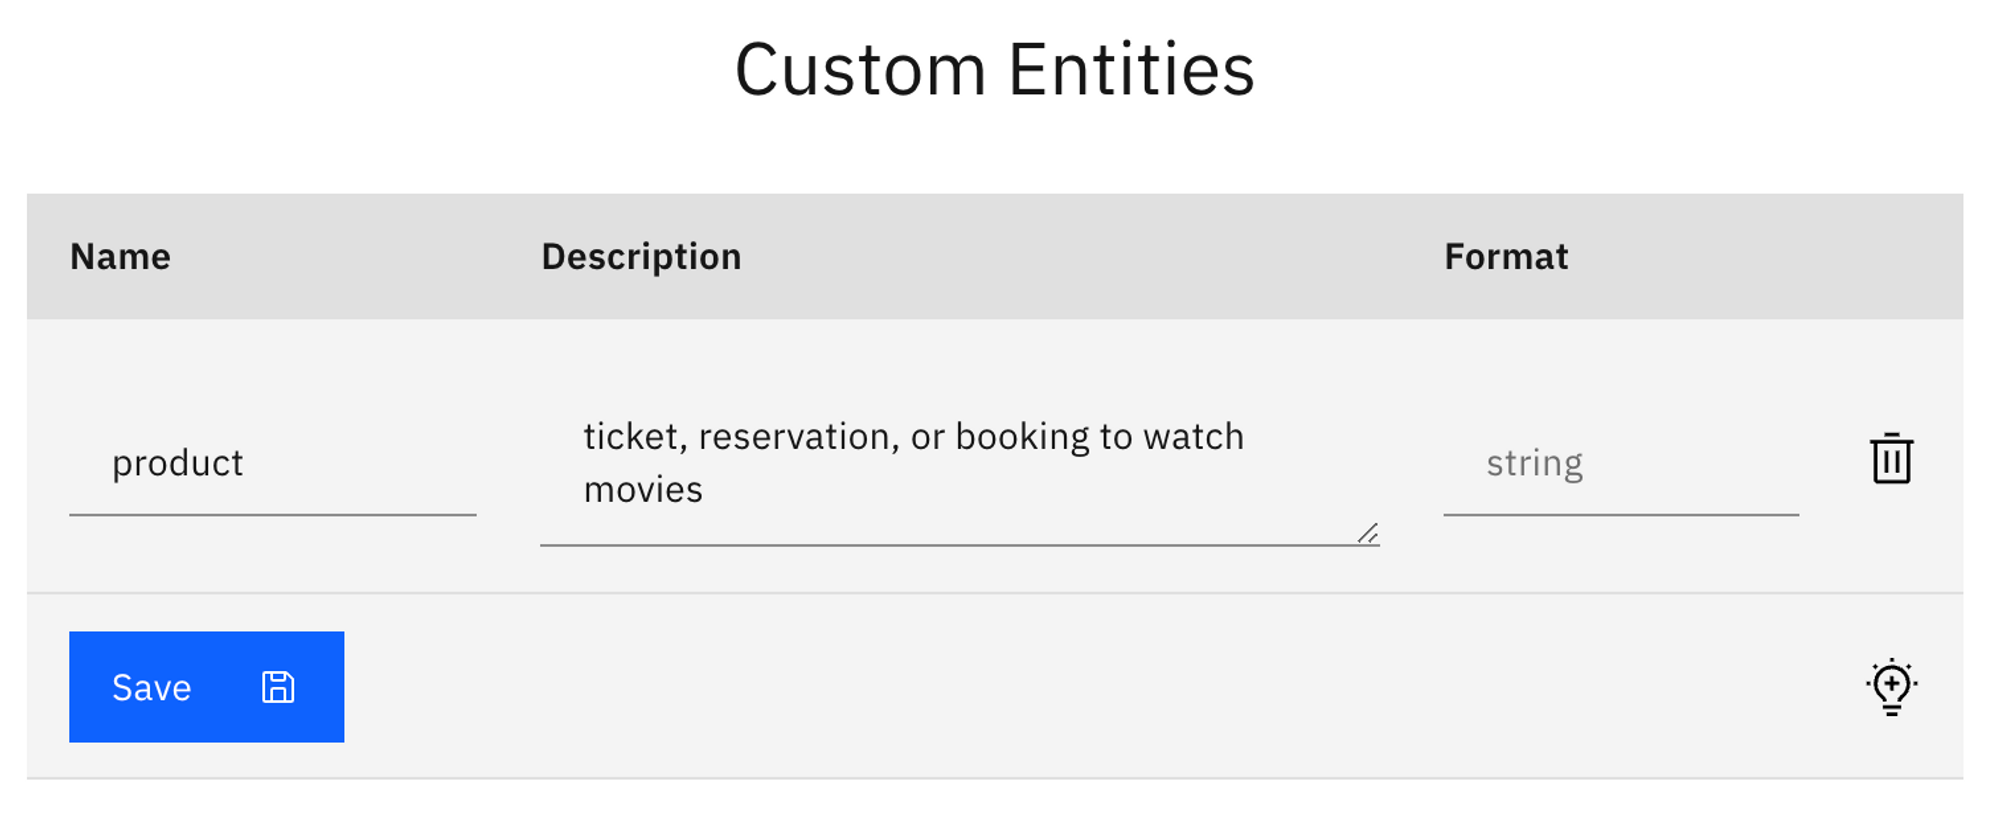 Custom Entities
Name Description Format
product
ticket, reservation, or booking to watch
movies
string
Save